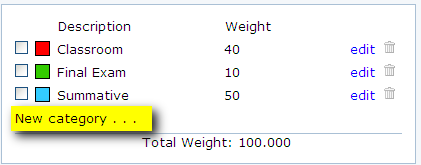 Description Weight
Classroom 40 edit
Final Exam 10 edit
Summative 50 edit
New category . . .
Total Weight: 100.000